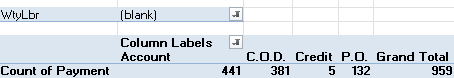 WtyLbr (blank)
Column Labels
Account C.O.D. Credit P.O. Grand Total
Count of Payment 441 381 5 132 959